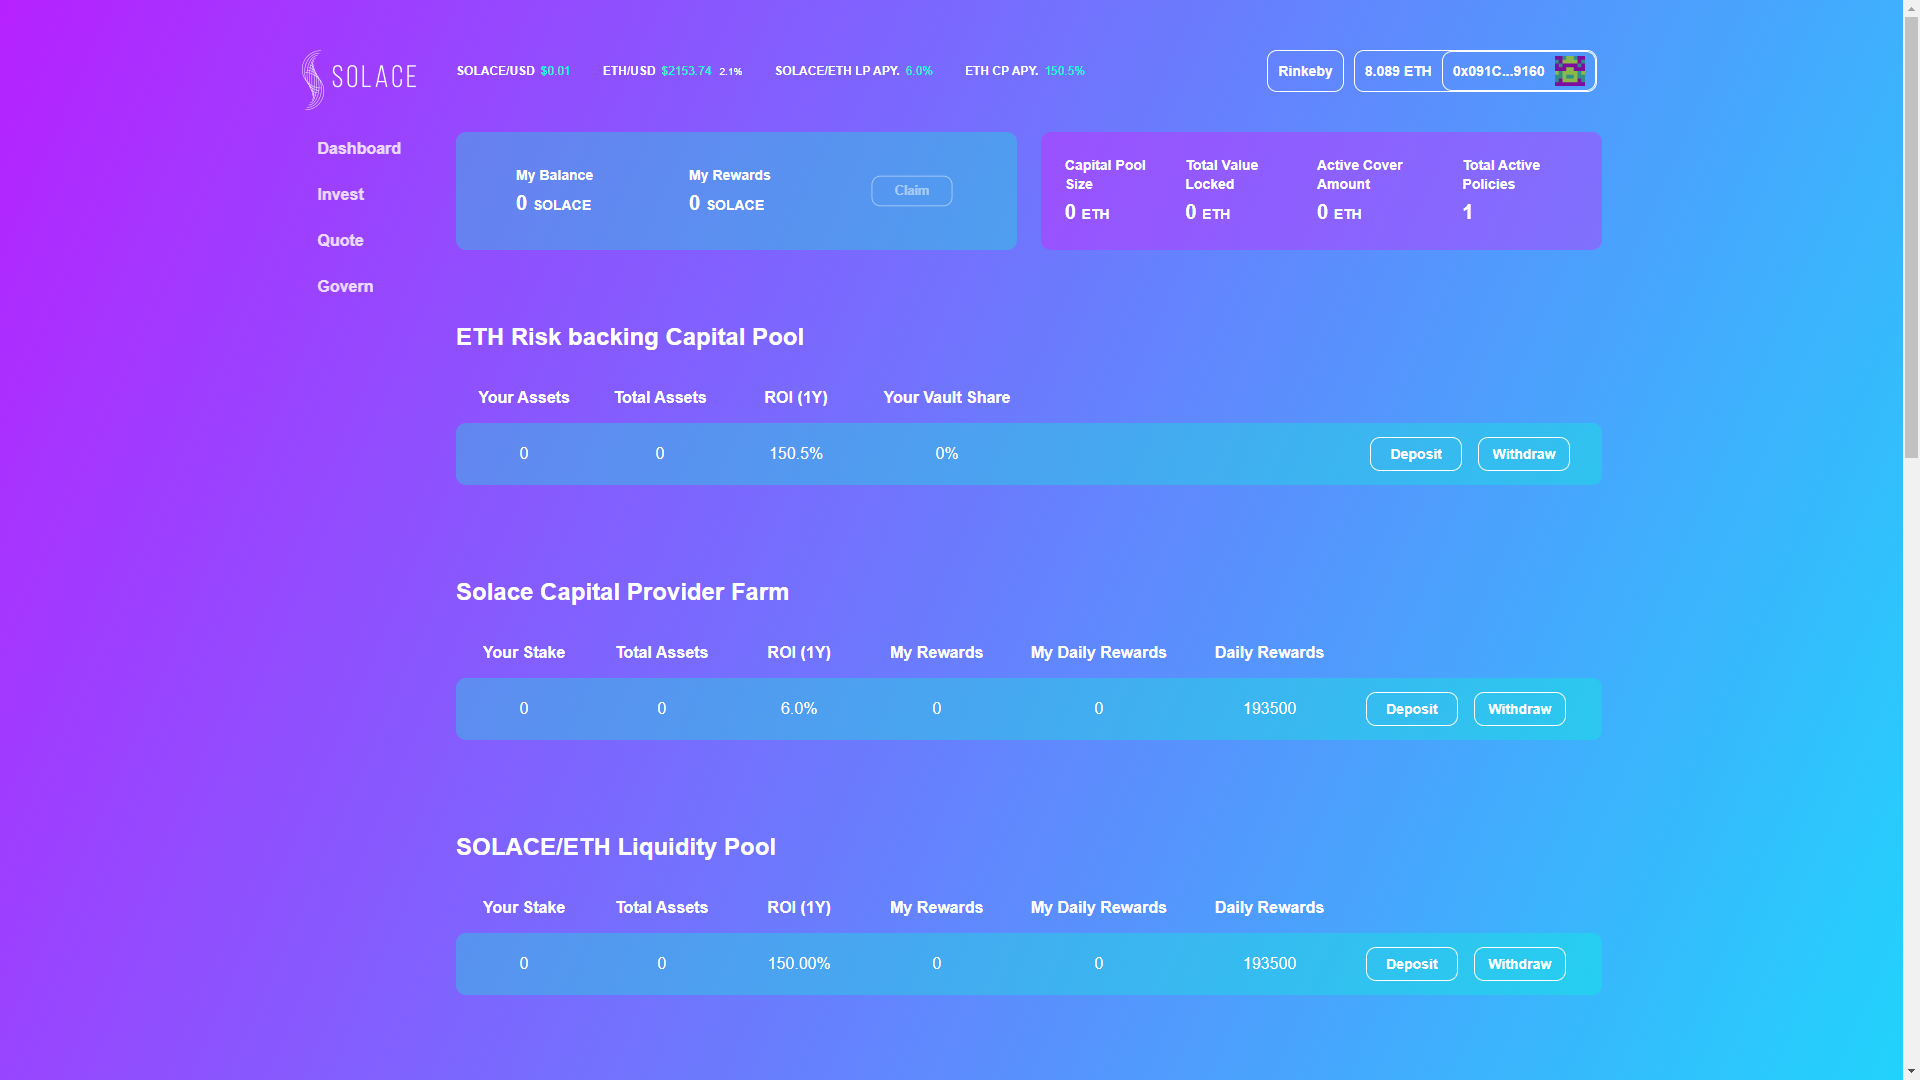 SOLACE
SOLACE/USD $0.01 ETH/USD $2153.74 2.1% SOLACE/ETH LP APY. 6.0% ETH CP APY. 150.5%
Rinkeby 8.089 ETH 0x091C...9160
Dashboard
Invest
Quote
Govern
My Balance
0 SOLACE
My Rewards
0 SOLACE
Claim
Capital Pool
Size
0 ETH
Total Value
Locked
0 ETH
Active Cover
Amount
0 ETH
Total Active
Policies
1
ETH Risk backing Capital Pool
Your Assets Total Assets ROI (1Y) Your Vault Share
0 0 150.5% 0% Deposit Withdraw
Solace Capital Provider Farm
Your Stake Total Assets ROI (1Y) My Rewards My Daily Rewards Daily Rewards
0 0 6.0% 0 0 193500 Deposit Withdraw
SOLACE/ETH Liquidity Pool
Your Stake Total Assets ROI (1Y) My Rewards My Daily Rewards Daily Rewards
0 0 150.00% 0 0 193500 Deposit Withdraw